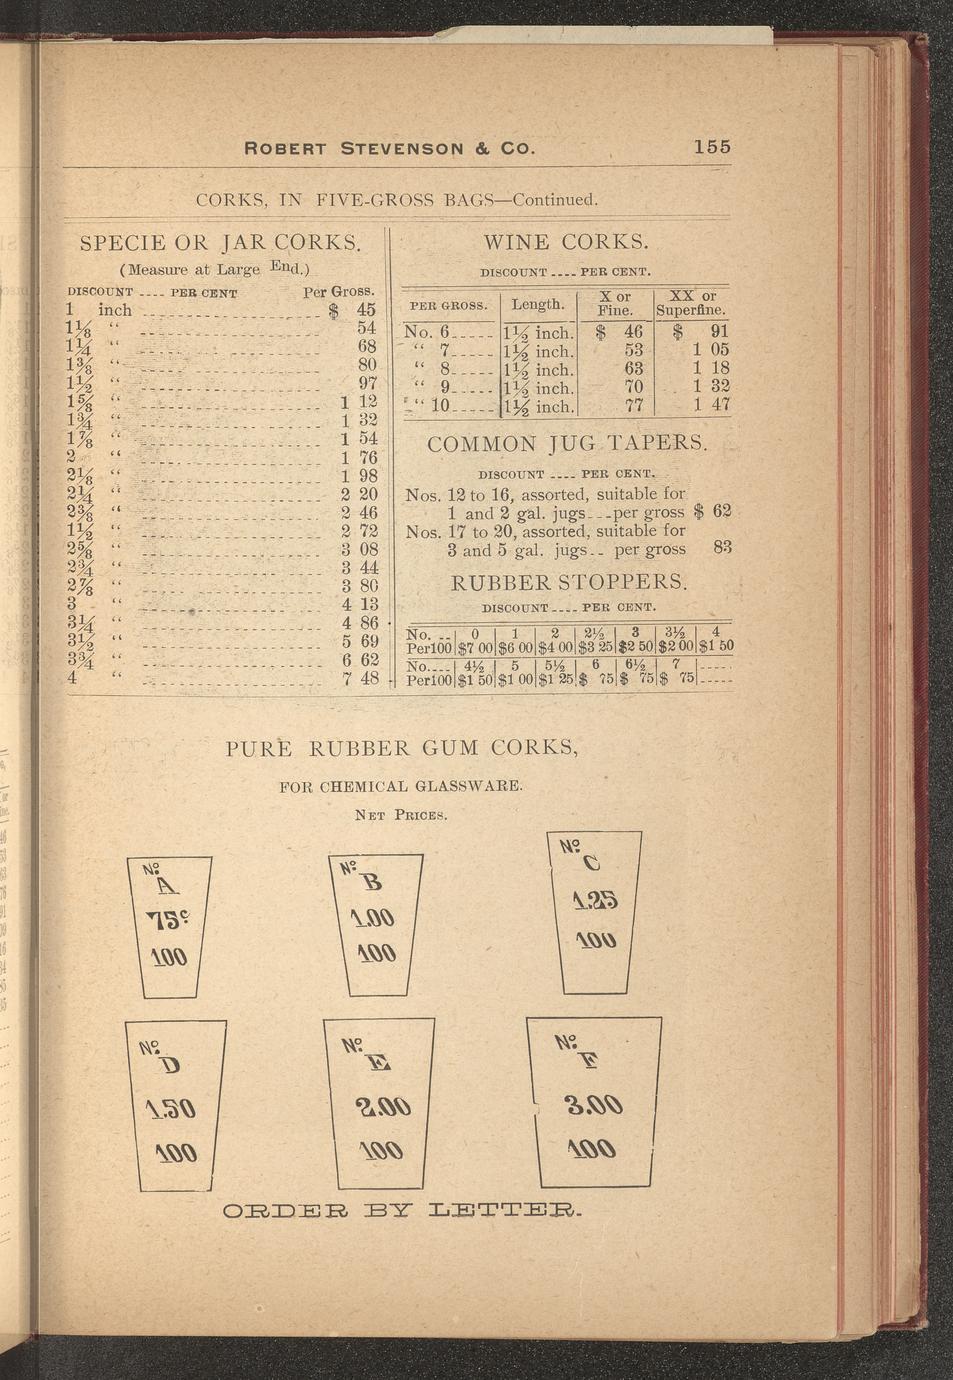 ROBERT STEVENSON & CO. 155
CORKS, IN FIVE-GROSS BAGS—Continued.
SPECIE OR JAR CORKS.
(Measure at Large End.)
DISCOUNT .... PER CENT Per Gross.
1 inch $ 45
1⅛ “ 54
1¼ “ 68
1⅜ “ 80
1½ “ 97
1⅝ “ 1 12
1¾ “ 1 32
1⅞ “ 1 54
2 “ 1 76
2⅛ “ 1 98
2¼ “ 2 20
2⅜ “ 2 46
1½ “ 2 72
2⅝ “ 3 08
2¾ “ 3 44
2⅞ “ 3 80
3 “ 4 13
3¼ “ 4 86
3½ “ 5 69
3¾ “ 6 62
4 “ 7 48
WINE CORKS.
DISCOUNT .... PER CENT.
PER GROSS. Length. X or Fine. XX or Superfine.
No. 6 1½ inch. $ 46 $ 91
“ 7 1½ inch. 53 1 05
“ 8 1½ inch. 63 1 18
“ 9 1½ inch. 70 1 32
“ 10 1½ inch. 77 1 47
COMMON JUG TAPERS.
DISCOUNT .... PER CENT.
Nos. 12 to 16, assorted, suitable for
1 and 2 gal. jugs...per gross $ 62
Nos. 17 to 20, assorted, suitable for
3 and 5 gal. jugs.. per gross 83
RUBBER STOPPERS.
DISCOUNT .... PER CENT.
No. .. 0 1 2 2½ 3 3½ 4
Per100 $7 00 $6 00 $4 00 $3 25 $2 50 $2 00 $1 50
No.... 4½ 5 5½ 6 6½ 7 .....
Per100 $1 50 $1 00 $1 25 $ 75 $ 75 $ 75 .....
PURE RUBBER GUM CORKS,
FOR CHEMICAL GLASSWARE.
NET PRICES.
No. A
75c
100
No. B
1.00
100
No. C
1.25
100
No. D
1.50
100
No. E
2.00
100
No. F
3.00
100
ORDER BY LETTER.